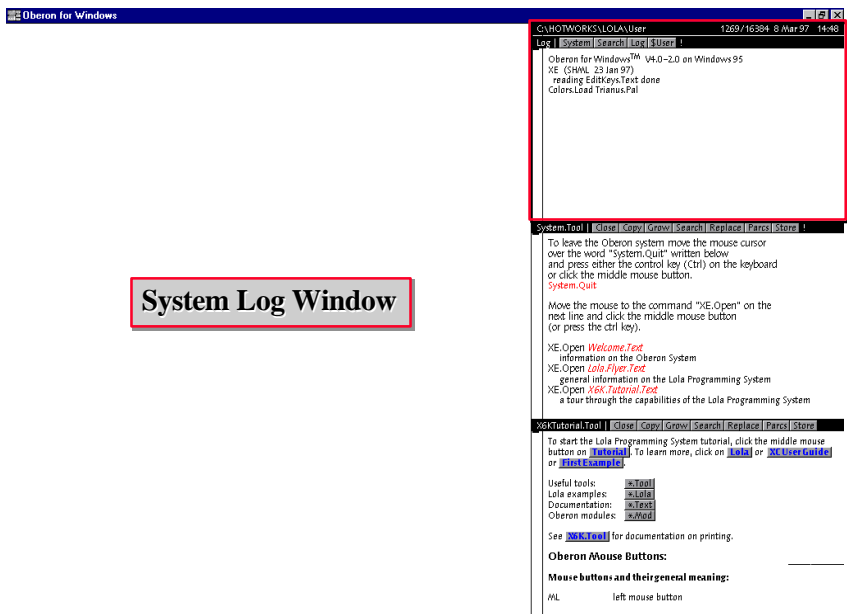 Oberon for Windows
C:\HOTWORKS\LOLA\User 1269/16384 8 Mar 97 14:48
Log | System Search Log $User !
Oberon for Windows™ V4.0-2.0 on Windows 95
XE (SHML 23 Jan 97)
reading EditKeys.Text done
Colors.Load Trianus.Pal
System Log Window
System.Tool | Close Copy Grow Search Replace Parcs Store !
To leave the Oberon system move the mouse cursor
over the word "System.Quit" written below
and press either the control key (Ctrl) on the keyboard
or click the middle mouse button.
System.Quit
Move the mouse to the command "XE.Open" on the
next line and click the middle mouse button
(or press the ctrl key).
XE.Open Welcome.Text
information on the Oberon System
XE.Open Lola.Flyer.Text
general information on the Lola Programming System
XE.Open X6K.Tutorial.Text
a tour through the capabilities of the Lola Programming System
X6KTutorial.Tool | Close Copy Grow Search Replace Parcs Store
To start the Lola Programming System tutorial, click the middle mouse
button on Tutorial. To learn more, click on Lola or XC User Guide
or First Example.
Useful tools: *.Tool
Lola examples: *.Lola
Documentation: *.Text
Oberon modules: *.Mod
See X6K.Tool for documentation on printing.
Oberon Mouse Buttons:
Mouse buttons and their general meaning:
ML left mouse button